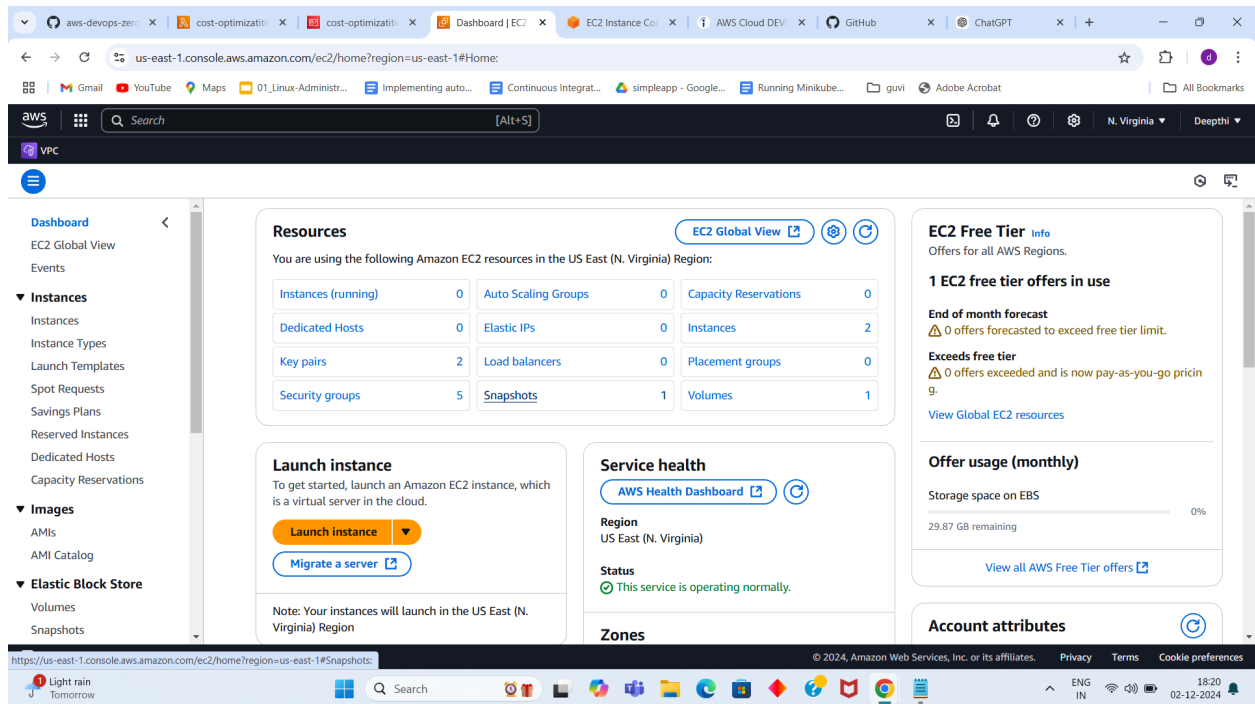 aws-devops-zero
cost-optimizatiti
cost-optimizatiti
Dashboard | EC2
EC2 Instance Cor
AWS Cloud DEVO
GitHub
ChatGPT
us-east-1.console.aws.amazon.com/ec2/home?region=us-east-1#Home:
d
Gmail
YouTube
Maps
01_Linux-Administr...
Implementing auto...
Continuous Integrat...
simpleapp - Google...
Running Minikube...
guvi
Adobe Acrobat
All Bookmarks
aws
Search
[Alt+S]
N. Virginia
Deepthi
VPC
Dashboard
EC2 Global View
Events
Instances
Instances
Instance Types
Launch Templates
Spot Requests
Savings Plans
Reserved Instances
Dedicated Hosts
Capacity Reservations
Images
AMIs
AMI Catalog
Elastic Block Store
Volumes
Snapshots
Resources
EC2 Global View
You are using the following Amazon EC2 resources in the US East (N. Virginia) Region:
Instances (running) 0
Auto Scaling Groups 0
Capacity Reservations 0
Dedicated Hosts 0
Elastic IPs 0
Instances 2
Key pairs 2
Load balancers 0
Placement groups 0
Security groups 5
Snapshots 1
Volumes 1
Launch instance
To get started, launch an Amazon EC2 instance, which
is a virtual server in the cloud.
Launch instance
Migrate a server
Note: Your instances will launch in the US East (N.
Virginia) Region
Service health
AWS Health Dashboard
Region
US East (N. Virginia)
Status
This service is operating normally.
Zones
EC2 Free Tier Info
Offers for all AWS Regions.
1 EC2 free tier offers in use
End of month forecast
0 offers forecasted to exceed free tier limit.
Exceeds free tier
0 offers exceeded and is now pay-as-you-go pricin
g.
View Global EC2 resources
Offer usage (monthly)
Storage space on EBS
0%
29.87 GB remaining
View all AWS Free Tier offers
Account attributes
https://us-east-1.console.aws.amazon.com/ec2/home?region=us-east-1#Snapshots:
© 2024, Amazon Web Services, Inc. or its affiliates.
Privacy
Terms
Cookie preferences
1
Light rain
Tomorrow
Search
ENG
IN
18:20
02-12-2024